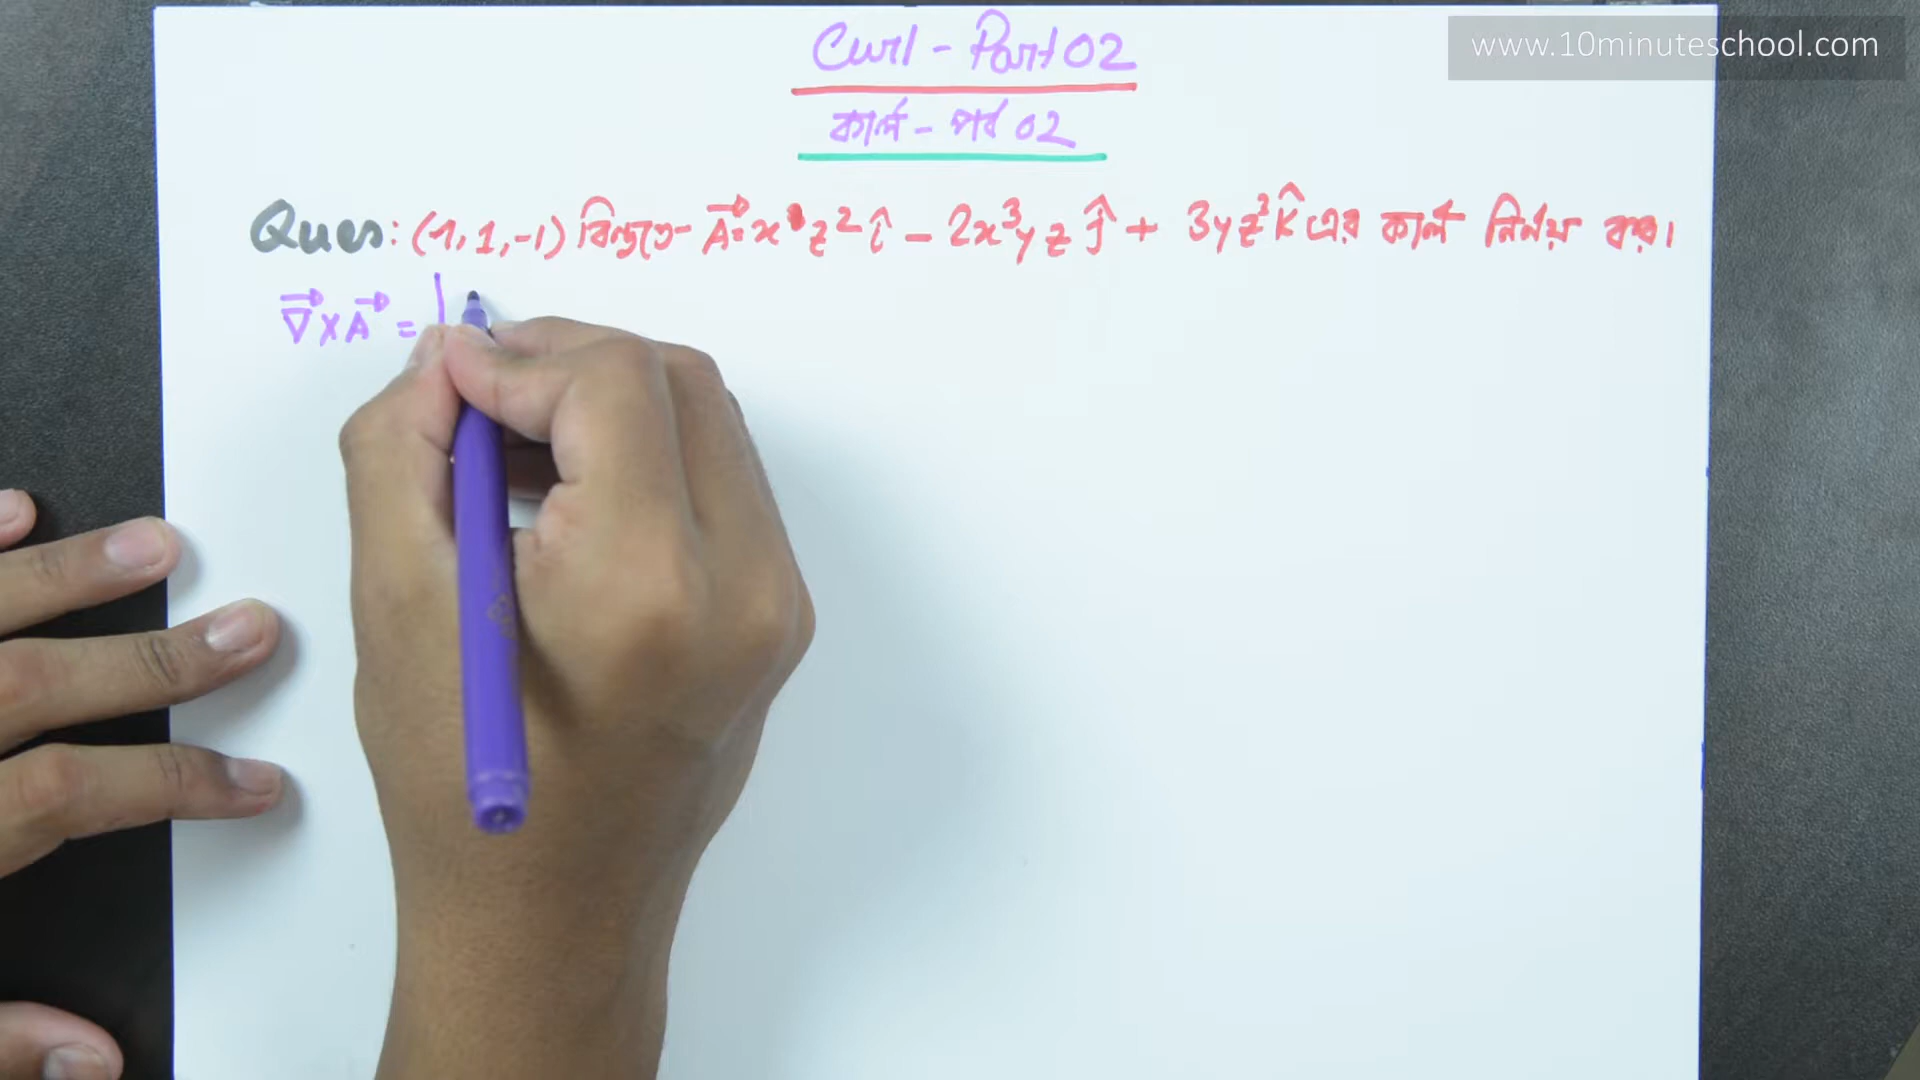 www.10minuteschool.com
Curl - Part 02
কার্ল - পর্ব 02
Ques: (1, 1, -1) বিন্দুতে- A⃗ = x z² î - 2x³yz ĵ + 3yz² k̂ এর কার্ল নির্ণয় কর।
∇⃗ × A⃗ = |